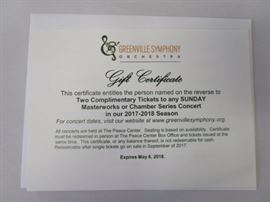 GREENVILLE SYMPHONY
ORCHESTRA
Gift Certificate
This certificate entitles the person named on the reverse to
Two Complimentary Tickets to any SUNDAY
Masterworks or Chamber Series Concert
in our 2017-2018 Season
For concert dates, visit our website at www.greenvillesymphony.org.
All concerts are held at The Peace Center. Seating is based on availability. Certificate
must be redeemed in person at The Peace Center Box Office and tickets issued at the
same time. This certificate, or any balance thereof, is not redeemable for cash.
Redeemable after single tickets go on sale in September of 2017.
Expires May 6, 2018.